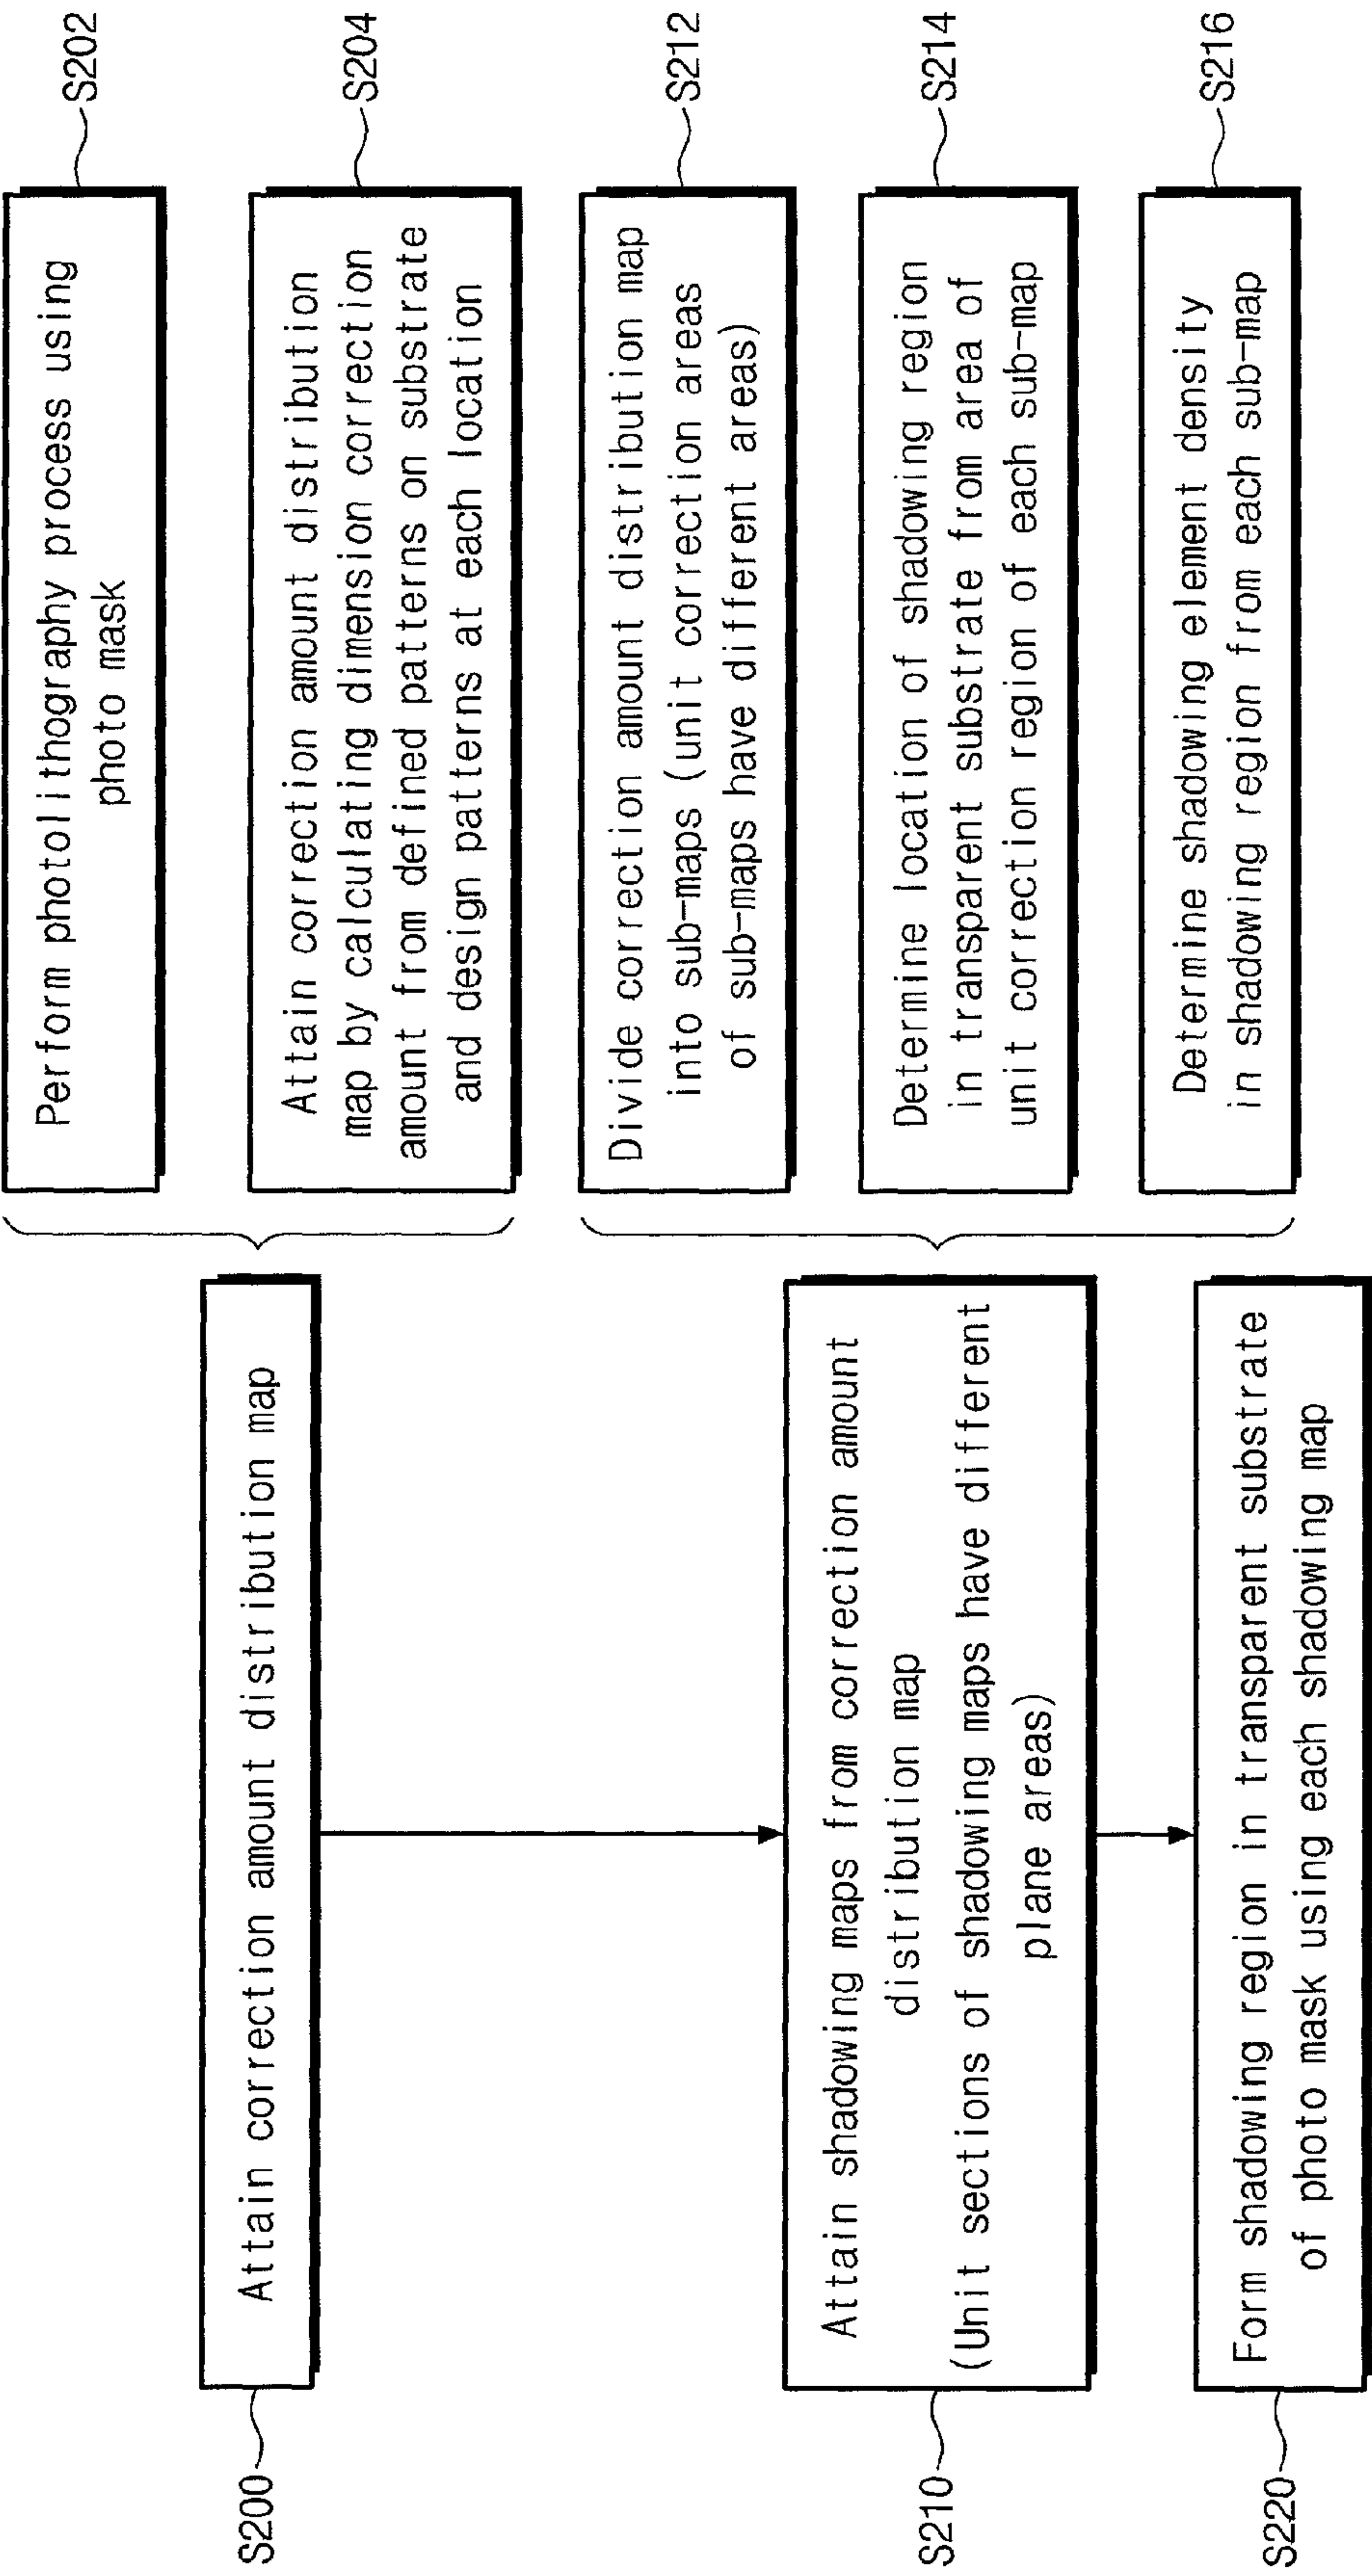 S200
Attain correction amount distribution map
Perform photolithography process using
photo mask
S202
Attain correction amount distribution
map by calculating dimension correction
amount from defined patterns on substrate
and design patterns at each location
S204
S210
Attain shadowing maps from correction amount
distribution map
(Unit sections of shadowing maps have different
plane areas)
Divide correction amount distribution map
into sub-maps (unit correction areas
of sub-maps have different areas)
S212
Determine location of shadowing region
in transparent substrate from area of
unit correction region of each sub-map
S214
Determine shadowing element density
in shadowing region from each sub-map
S216
S220
Form shadowing region in transparent substrate
of photo mask using each shadowing map